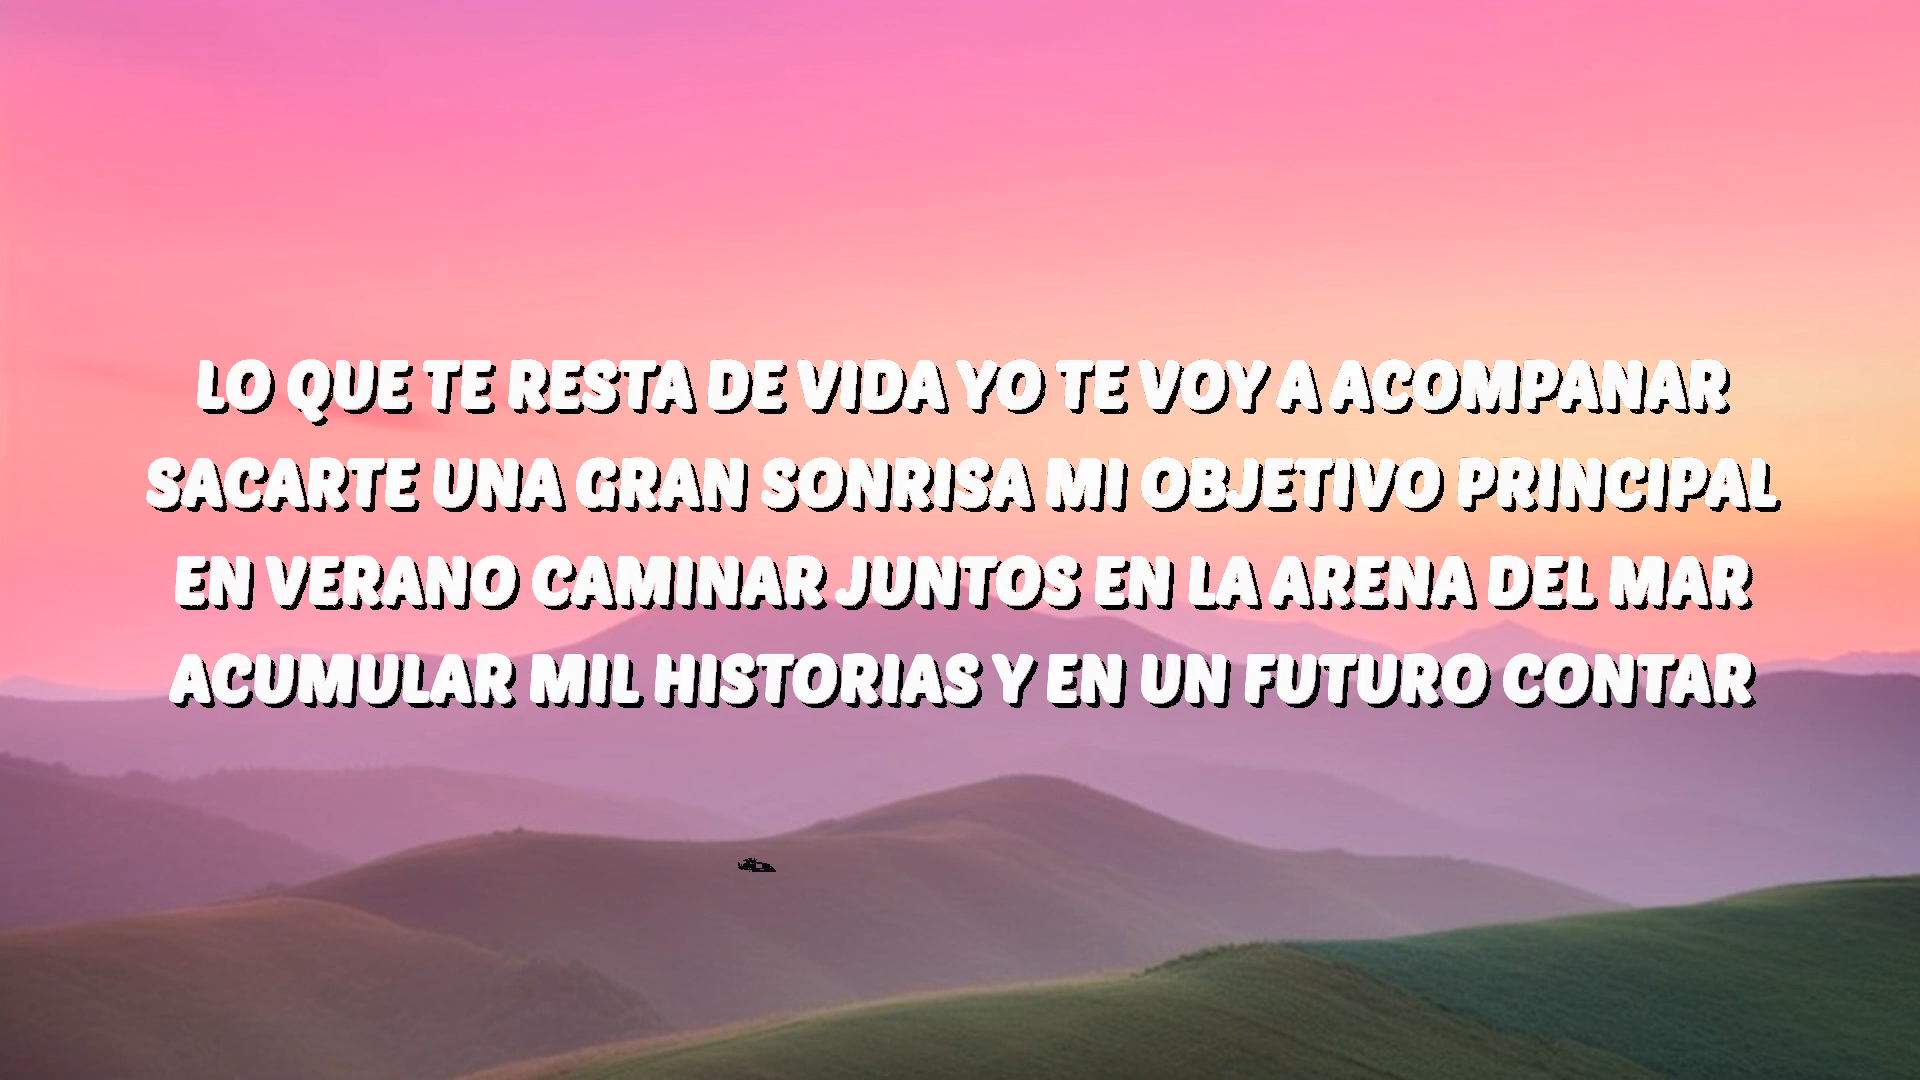 LO QUE TE RESTA DE VIDA YO TE VOY A ACOMPANAR
SACARTE UNA GRAN SONRISA MI OBJETIVO PRINCIPAL
EN VERANO CAMINAR JUNTOS EN LA ARENA DEL MAR
ACUMULAR MIL HISTORIAS Y EN UN FUTURO CONTAR